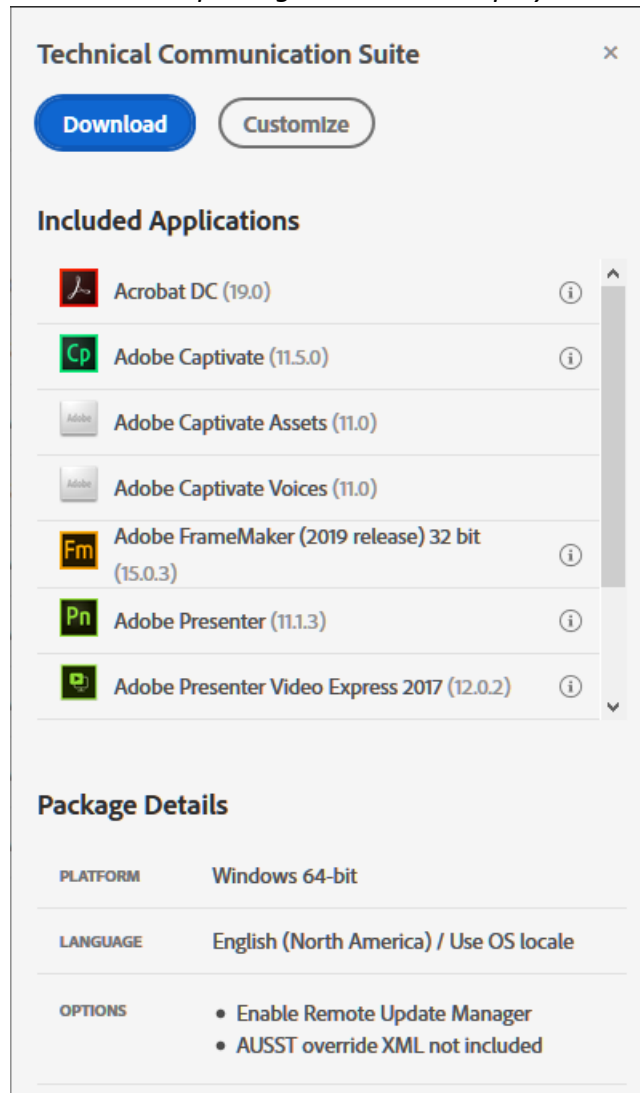 Technical Communication Suite ×
Download Customize
Included Applications
Acrobat DC (19.0)
Cp Adobe Captivate (11.5.0)
Adobe Adobe Captivate Assets (11.0)
Adobe Adobe Captivate Voices (11.0)
Fm Adobe FrameMaker (2019 release) 32 bit
(15.0.3)
Pn Adobe Presenter (11.1.3)
Adobe Presenter Video Express 2017 (12.0.2)
Package Details
PLATFORM Windows 64-bit
LANGUAGE English (North America) / Use OS locale
OPTIONS • Enable Remote Update Manager
• AUSST override XML not included